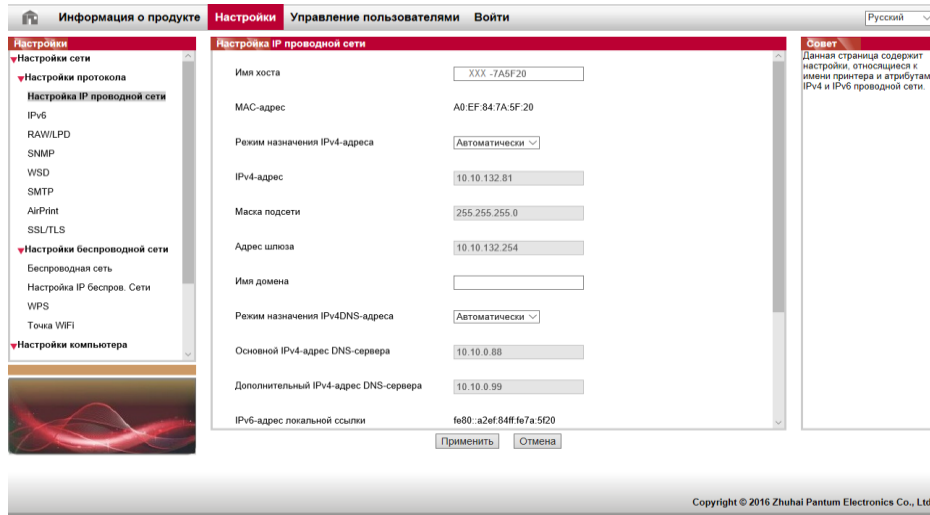 Информация о продукте Настройки Управление пользователями Войти Русский
Настройки
Настройки сети
Настройки протокола
Настройка IP проводной сети
IPv6
RAW/LPD
SNMP
WSD
SMTP
AirPrint
SSL/TLS
Настройки беспроводной сети
Беспроводная сеть
Настройка IP беспров. Сети
WPS
Точка WiFi
Настройки компьютера
Настройка IP проводной сети
Имя хоста XXX -7A5F20
MAC-адрес A0:EF:84:7A:5F:20
Режим назначения IPv4-адреса Автоматически
IPv4-адрес 10.10.132.81
Маска подсети 255.255.255.0
Адрес шлюза 10.10.132.254
Имя домена
Режим назначения IPv4DNS-адреса Автоматически
Основной IPv4-адрес DNS-сервера 10.10.0.88
Дополнительный IPv4-адрес DNS-сервера 10.10.0.99
IPv6-адрес локальной ссылки fe80::a2ef:84ff:fe7a:5f20
Применить Отмена
Совет
Данная страница содержит
настройки, относящиеся к
имени принтера и атрибутам
IPv4 и IPv6 проводной сети.
Copyright © 2016 Zhuhai Pantum Electronics Co., Ltd